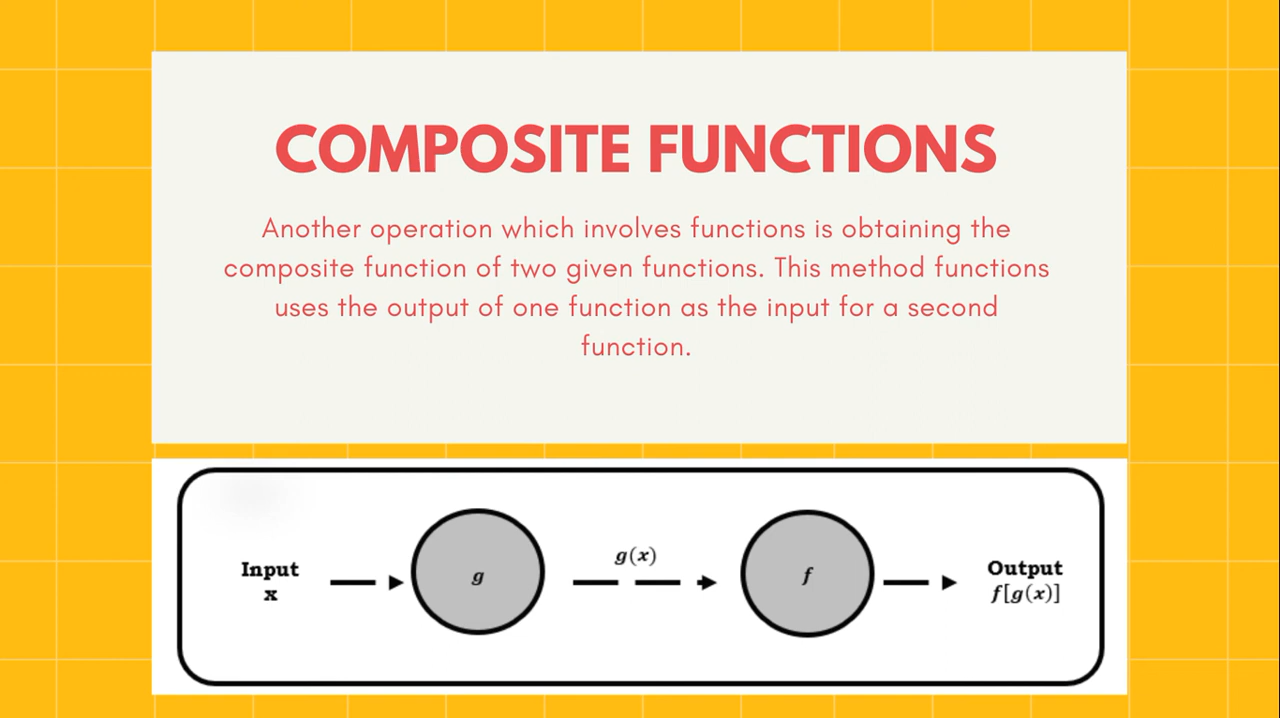 COMPOSITE FUNCTIONS
Another operation which involves functions is obtaining the
composite function of two given functions. This method functions
uses the output of one function as the input for a second
function.
Input
x
g
g(x)
f
Output
f[g(x)]